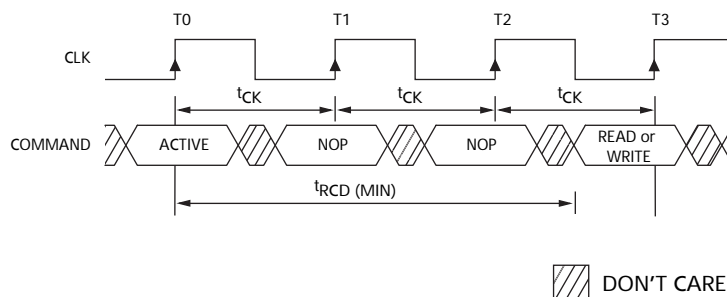 T0 T1 T2 T3
CLK
tCK tCK tCK
COMMAND ACTIVE NOP NOP READ or
WRITE
tRCD (MIN)
DON'T CARE